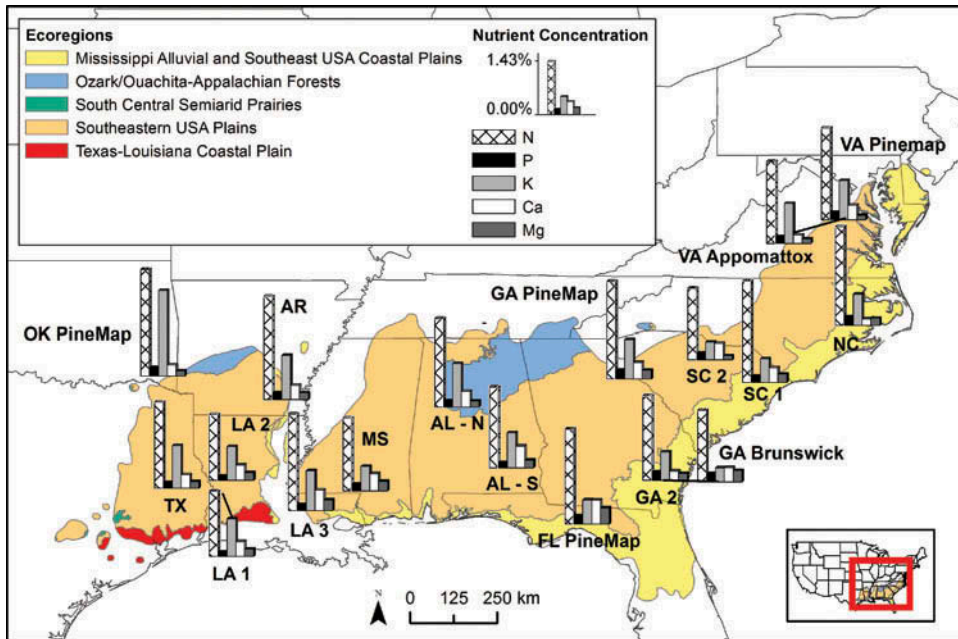 Ecoregions
Mississippi Alluvial and Southeast USA Coastal Plains
Ozark/Ouachita-Appalachian Forests
South Central Semiarid Prairies
Southeastern USA Plains
Texas-Louisiana Coastal Plain
Nutrient Concentration
1.43%
0.00%
N
P
K
Ca
Mg
VA Pinemap
VA Appomattox
GA PineMap
AR
OK PineMap
NC
SC 2
SC 1
LA 2
MS
AL - N
GA Brunswick
AL - S
TX
GA 2
LA 3
FL PineMap
LA 1
N
0 125 250 km